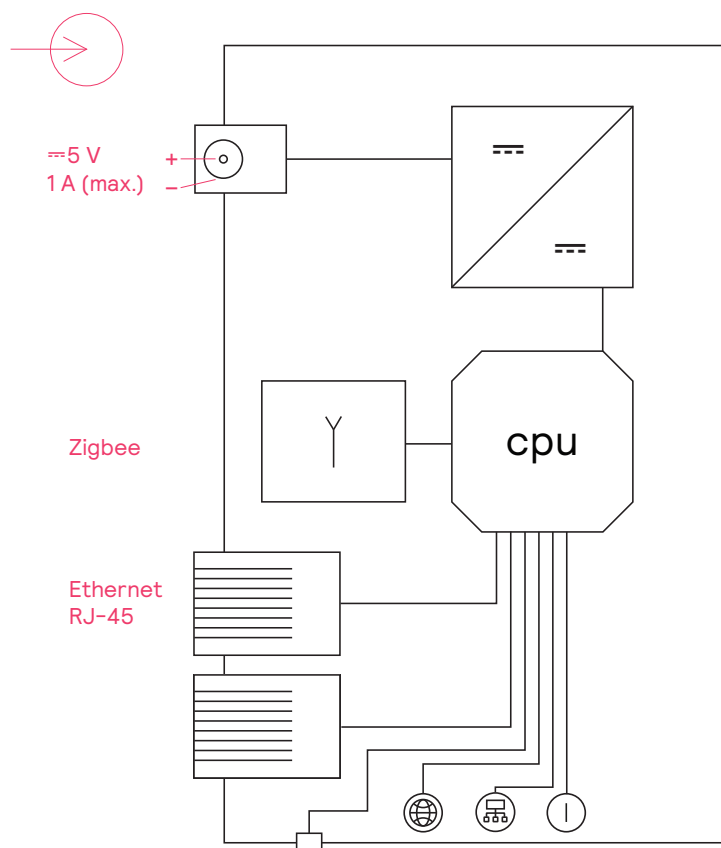 ⎓5 V
+
1 A (max.)
−
Zigbee
cpu
Ethernet
RJ-45